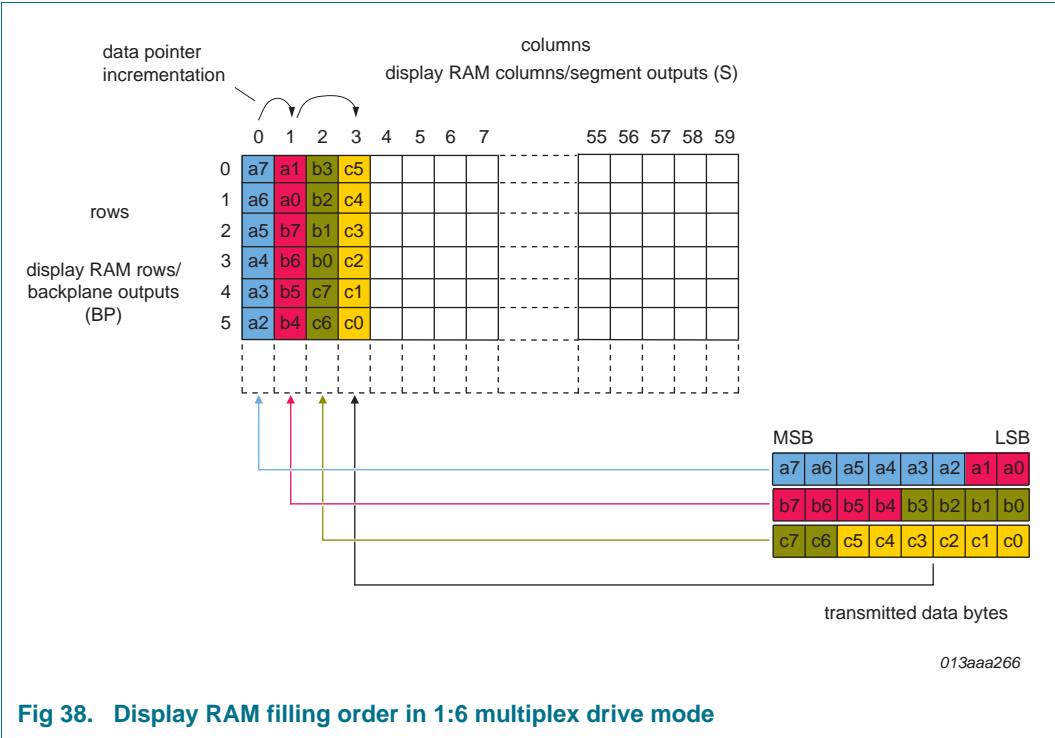 data pointer
incrementation
columns
display RAM columns/segment outputs (S)
0 1 2 3 4 5 6 7 55 56 57 58 59
0 a7 a1 b3 c5
1 a6 a0 b2 c4
rows
2 a5 b7 b1 c3
3 a4 b6 b0 c2
display RAM rows/
backplane outputs
(BP)
4 a3 b5 c7 c1
5 a2 b4 c6 c0
MSB LSB
a7 a6 a5 a4 a3 a2 a1 a0
b7 b6 b5 b4 b3 b2 b1 b0
c7 c6 c5 c4 c3 c2 c1 c0
transmitted data bytes
013aaa266
Fig 38. Display RAM filling order in 1:6 multiplex drive mode